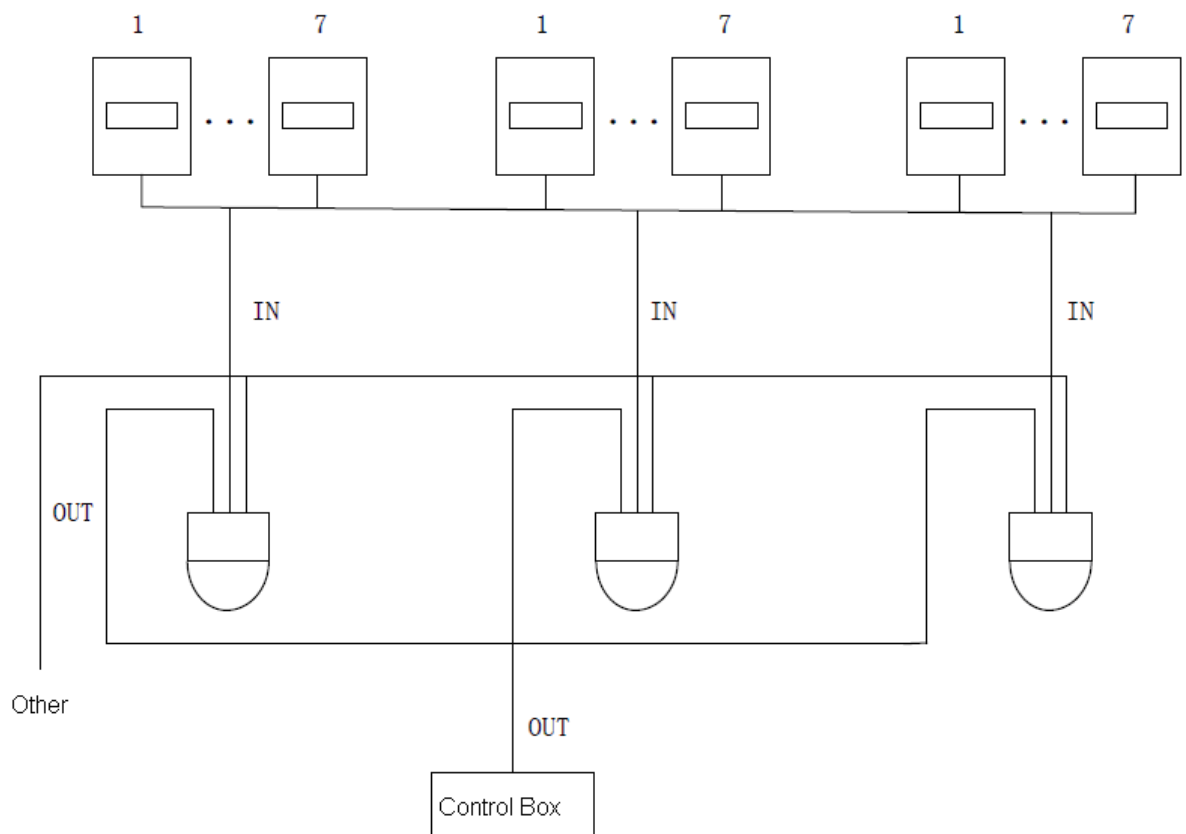 1 7 1 7 1 7
... ... ...
IN IN IN
OUT
Other
OUT
Control Box